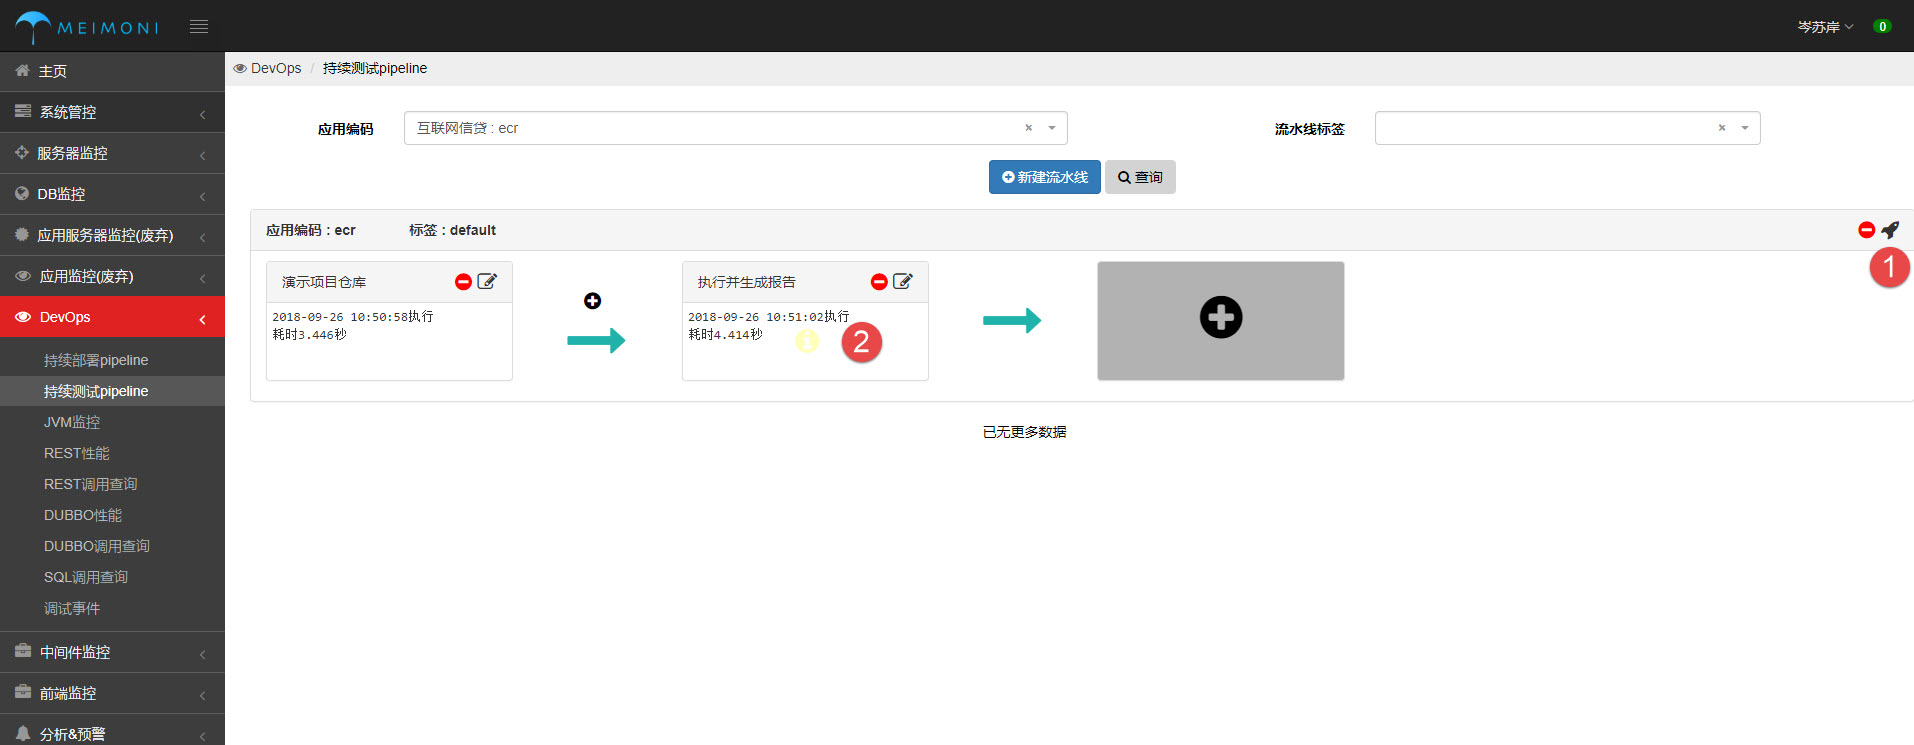 MEIMONI
岑苏岸
0
主页
系统管控
服务器监控
DB监控
应用服务器监控(废弃)
应用监控(废弃)
DevOps
持续部署pipeline
持续测试pipeline
JVM监控
REST性能
REST调用查询
DUBBO性能
DUBBO调用查询
SQL调用查询
调试事件
中间件监控
前端监控
分析&预警
DevOps / 持续测试pipeline
应用编码 互联网信贷 : ecr × 流水线标签 ×
新建流水线 查询
应用编码 : ecr 标签 : default
1
演示项目仓库
2018-09-26 10:50:58执行
耗时3.446秒
执行并生成报告
2018-09-26 10:51:02执行
耗时4.414秒
2
已无更多数据